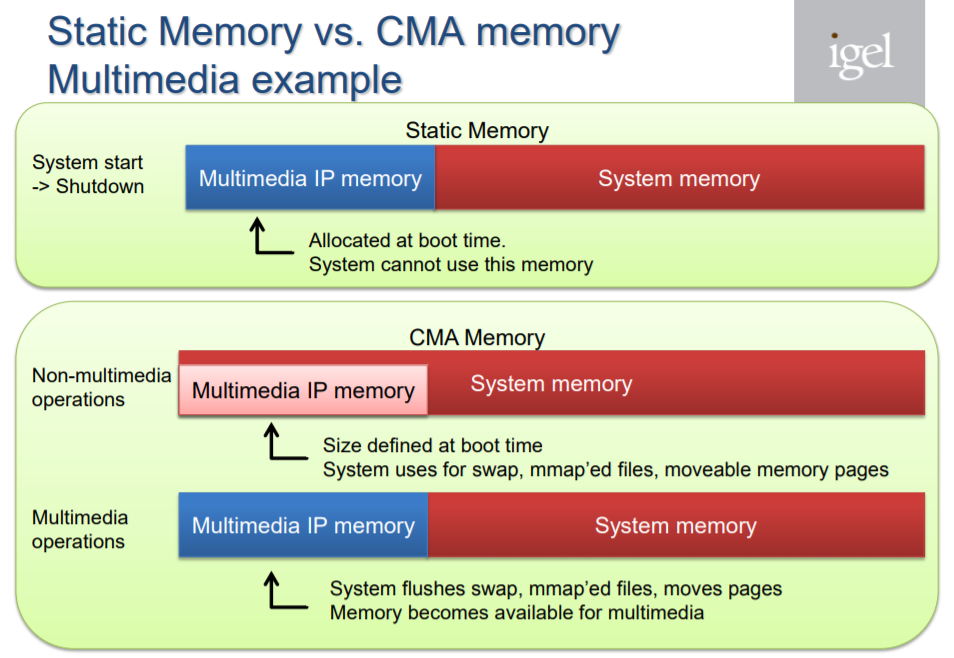 Static Memory vs. CMA memory
Multimedia example
igel
Static Memory
System start
-> Shutdown
Multimedia IP memory
System memory
Allocated at boot time.
System cannot use this memory
CMA Memory
Non-multimedia
operations
Multimedia IP memory
System memory
Size defined at boot time
System uses for swap, mmap’ed files, moveable memory pages
Multimedia
operations
Multimedia IP memory
System memory
System flushes swap, mmap’ed files, moves pages
Memory becomes available for multimedia